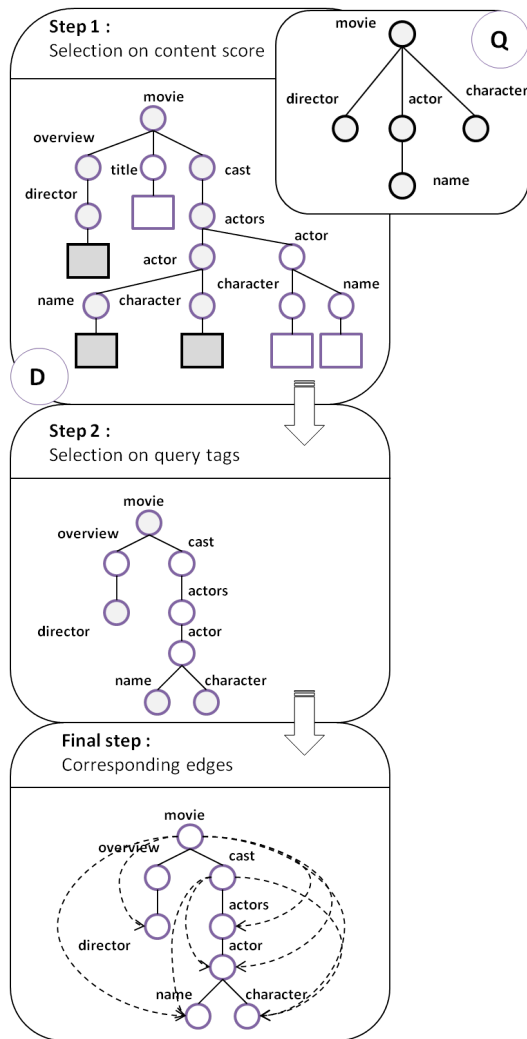 Step 1 :
Selection on content score
Q
movie
director
actor
character
name
movie
overview
title
cast
director
actors
actor
actor
name
character
character
name
D
Step 2 :
Selection on query tags
movie
overview
cast
actors
director
actor
name
character
Final step :
Corresponding edges
movie
overview
cast
actors
director
actor
name
character